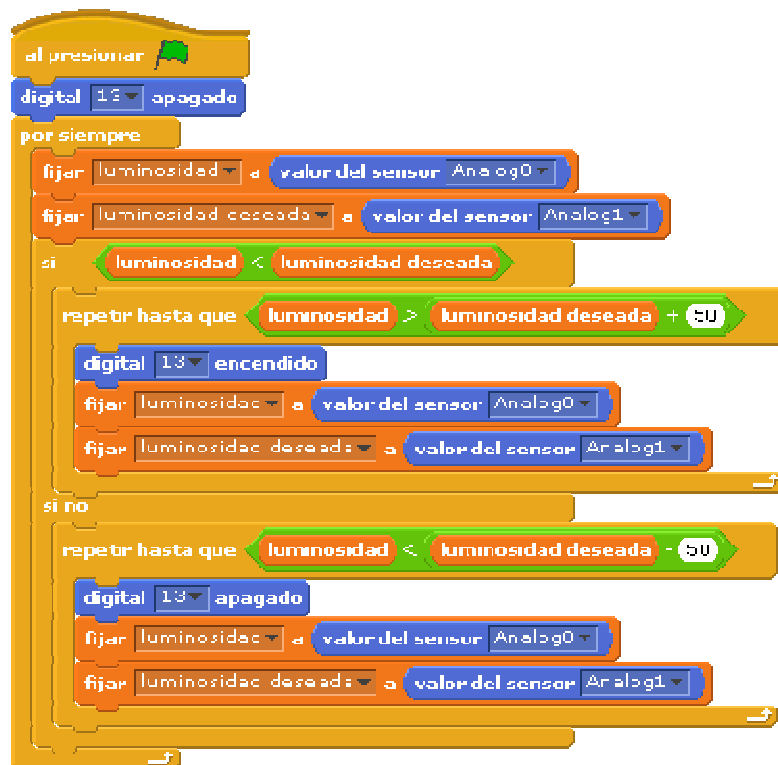 al presionar
digital 13 apagado
por siempre
fijar luminosidad a valor del sensor Analog0
fijar luminosidad deseada a valor del sensor Analog1
si luminosidad < luminosidad deseada
repetir hasta que luminosidad > luminosidad deseada + 50
digital 13 encendido
fijar luminosidad a valor del sensor Analog0
fijar luminosidad deseada a valor del sensor Analog1
si no
repetir hasta que luminosidad < luminosidad deseada - 50
digital 13 apagado
fijar luminosidad a valor del sensor Analog0
fijar luminosidad deseada a valor del sensor Analog1